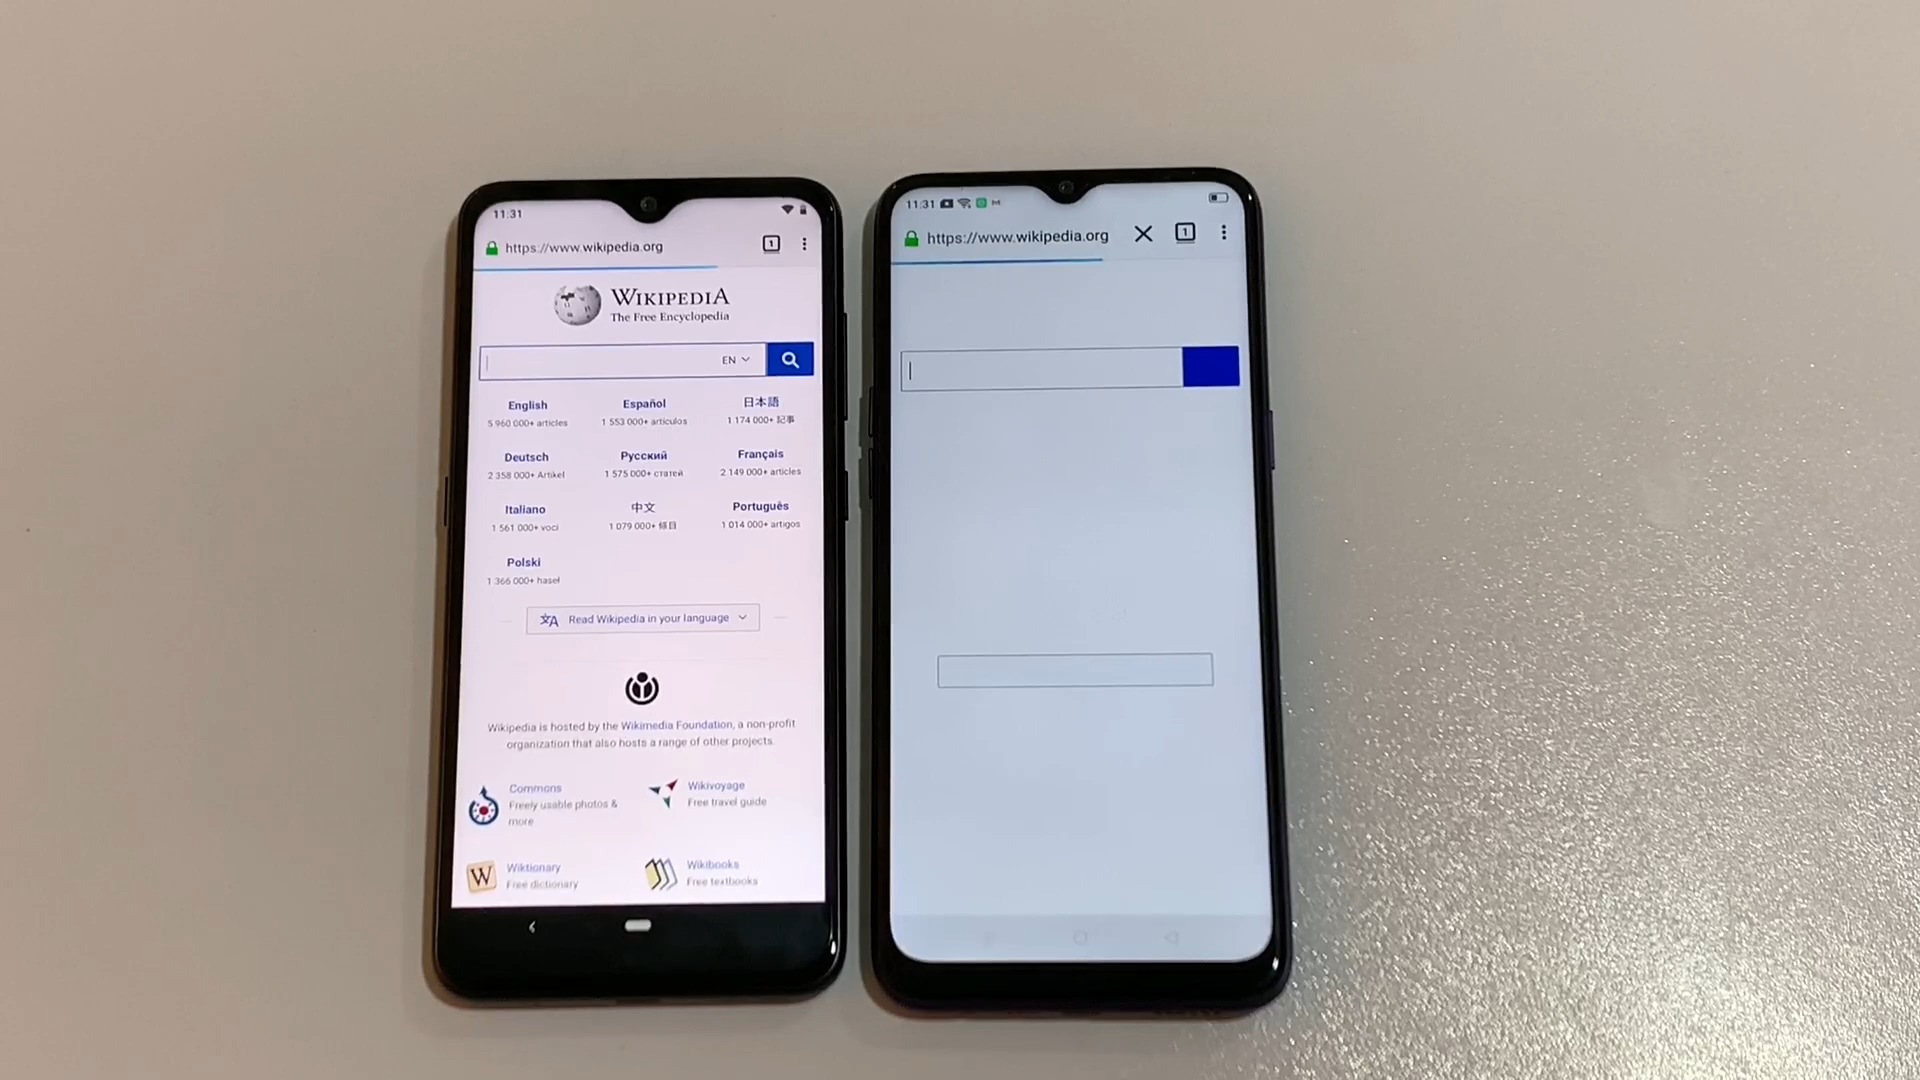 11:31
https://www.wikipedia.org
1
WIKIPEDIA
The Free Encyclopedia
EN
English
5 960 000+ articles
Español
1 553 000+ artículos
日本語
1 174 000+ 記事
Deutsch
2 358 000+ Artikel
Русский
1 575 000+ статей
Français
2 149 000+ articles
Italiano
1 561 000+ voci
中文
1 079 000+ 條目
Português
1 014 000+ artigos
Polski
1 366 000+ haseł
文A Read Wikipedia in your language
Wikipedia is hosted by the Wikimedia Foundation, a non-profit
organization that also hosts a range of other projects.
Commons
Freely usable photos &
more
Wikivoyage
Free travel guide
W
Wiktionary
Free dictionary
Wikibooks
Free textbooks
11:31
https://www.wikipedia.org
1